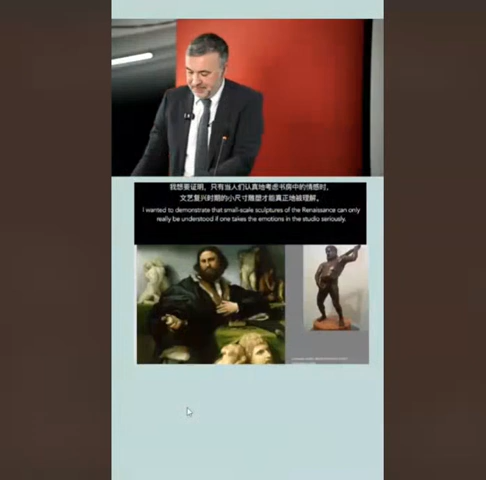 我想要证明，只有当人们认真地考虑书房中的情感时，
文艺复兴时期的小尺寸雕塑才能真正地被理解。
I wanted to demonstrate that small-scale sculptures of the Renaissance can only
really be understood if one takes the emotions in the studio seriously.